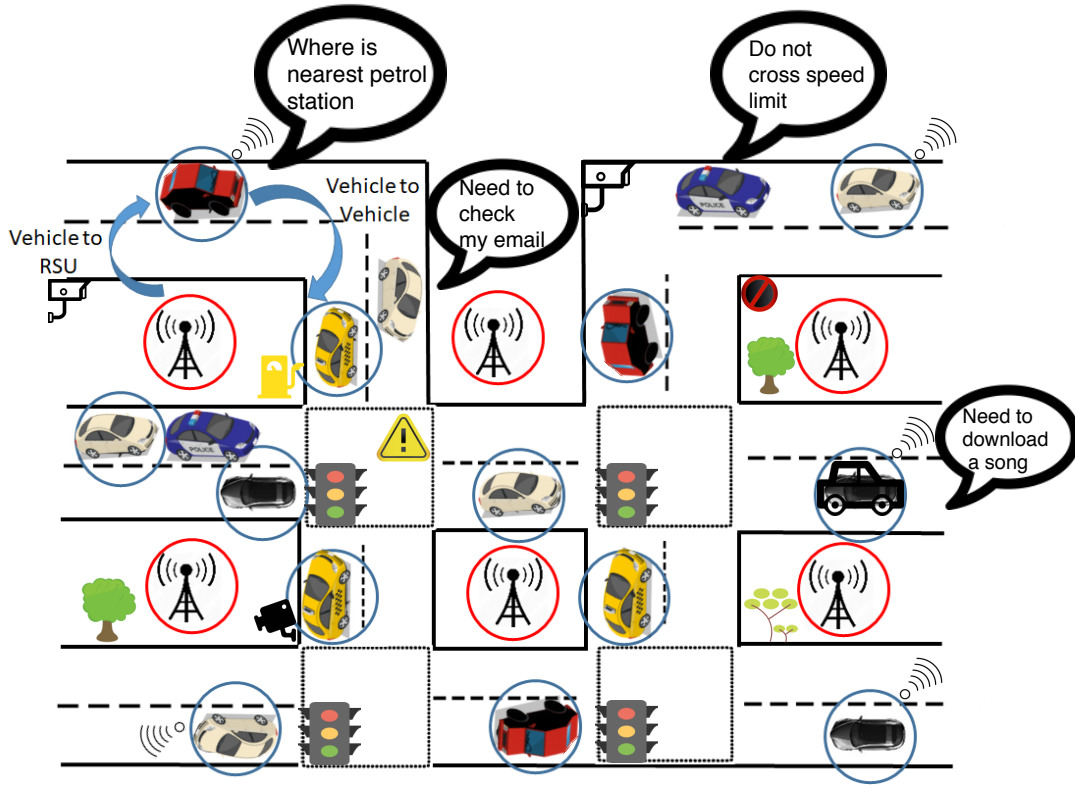 Where is
nearest petrol
station
Do not
cross speed
limit
Need to
check
my email
Vehicle to
Vehicle
Vehicle to
RSU
POLICE
Need to
download
a song
POLICE